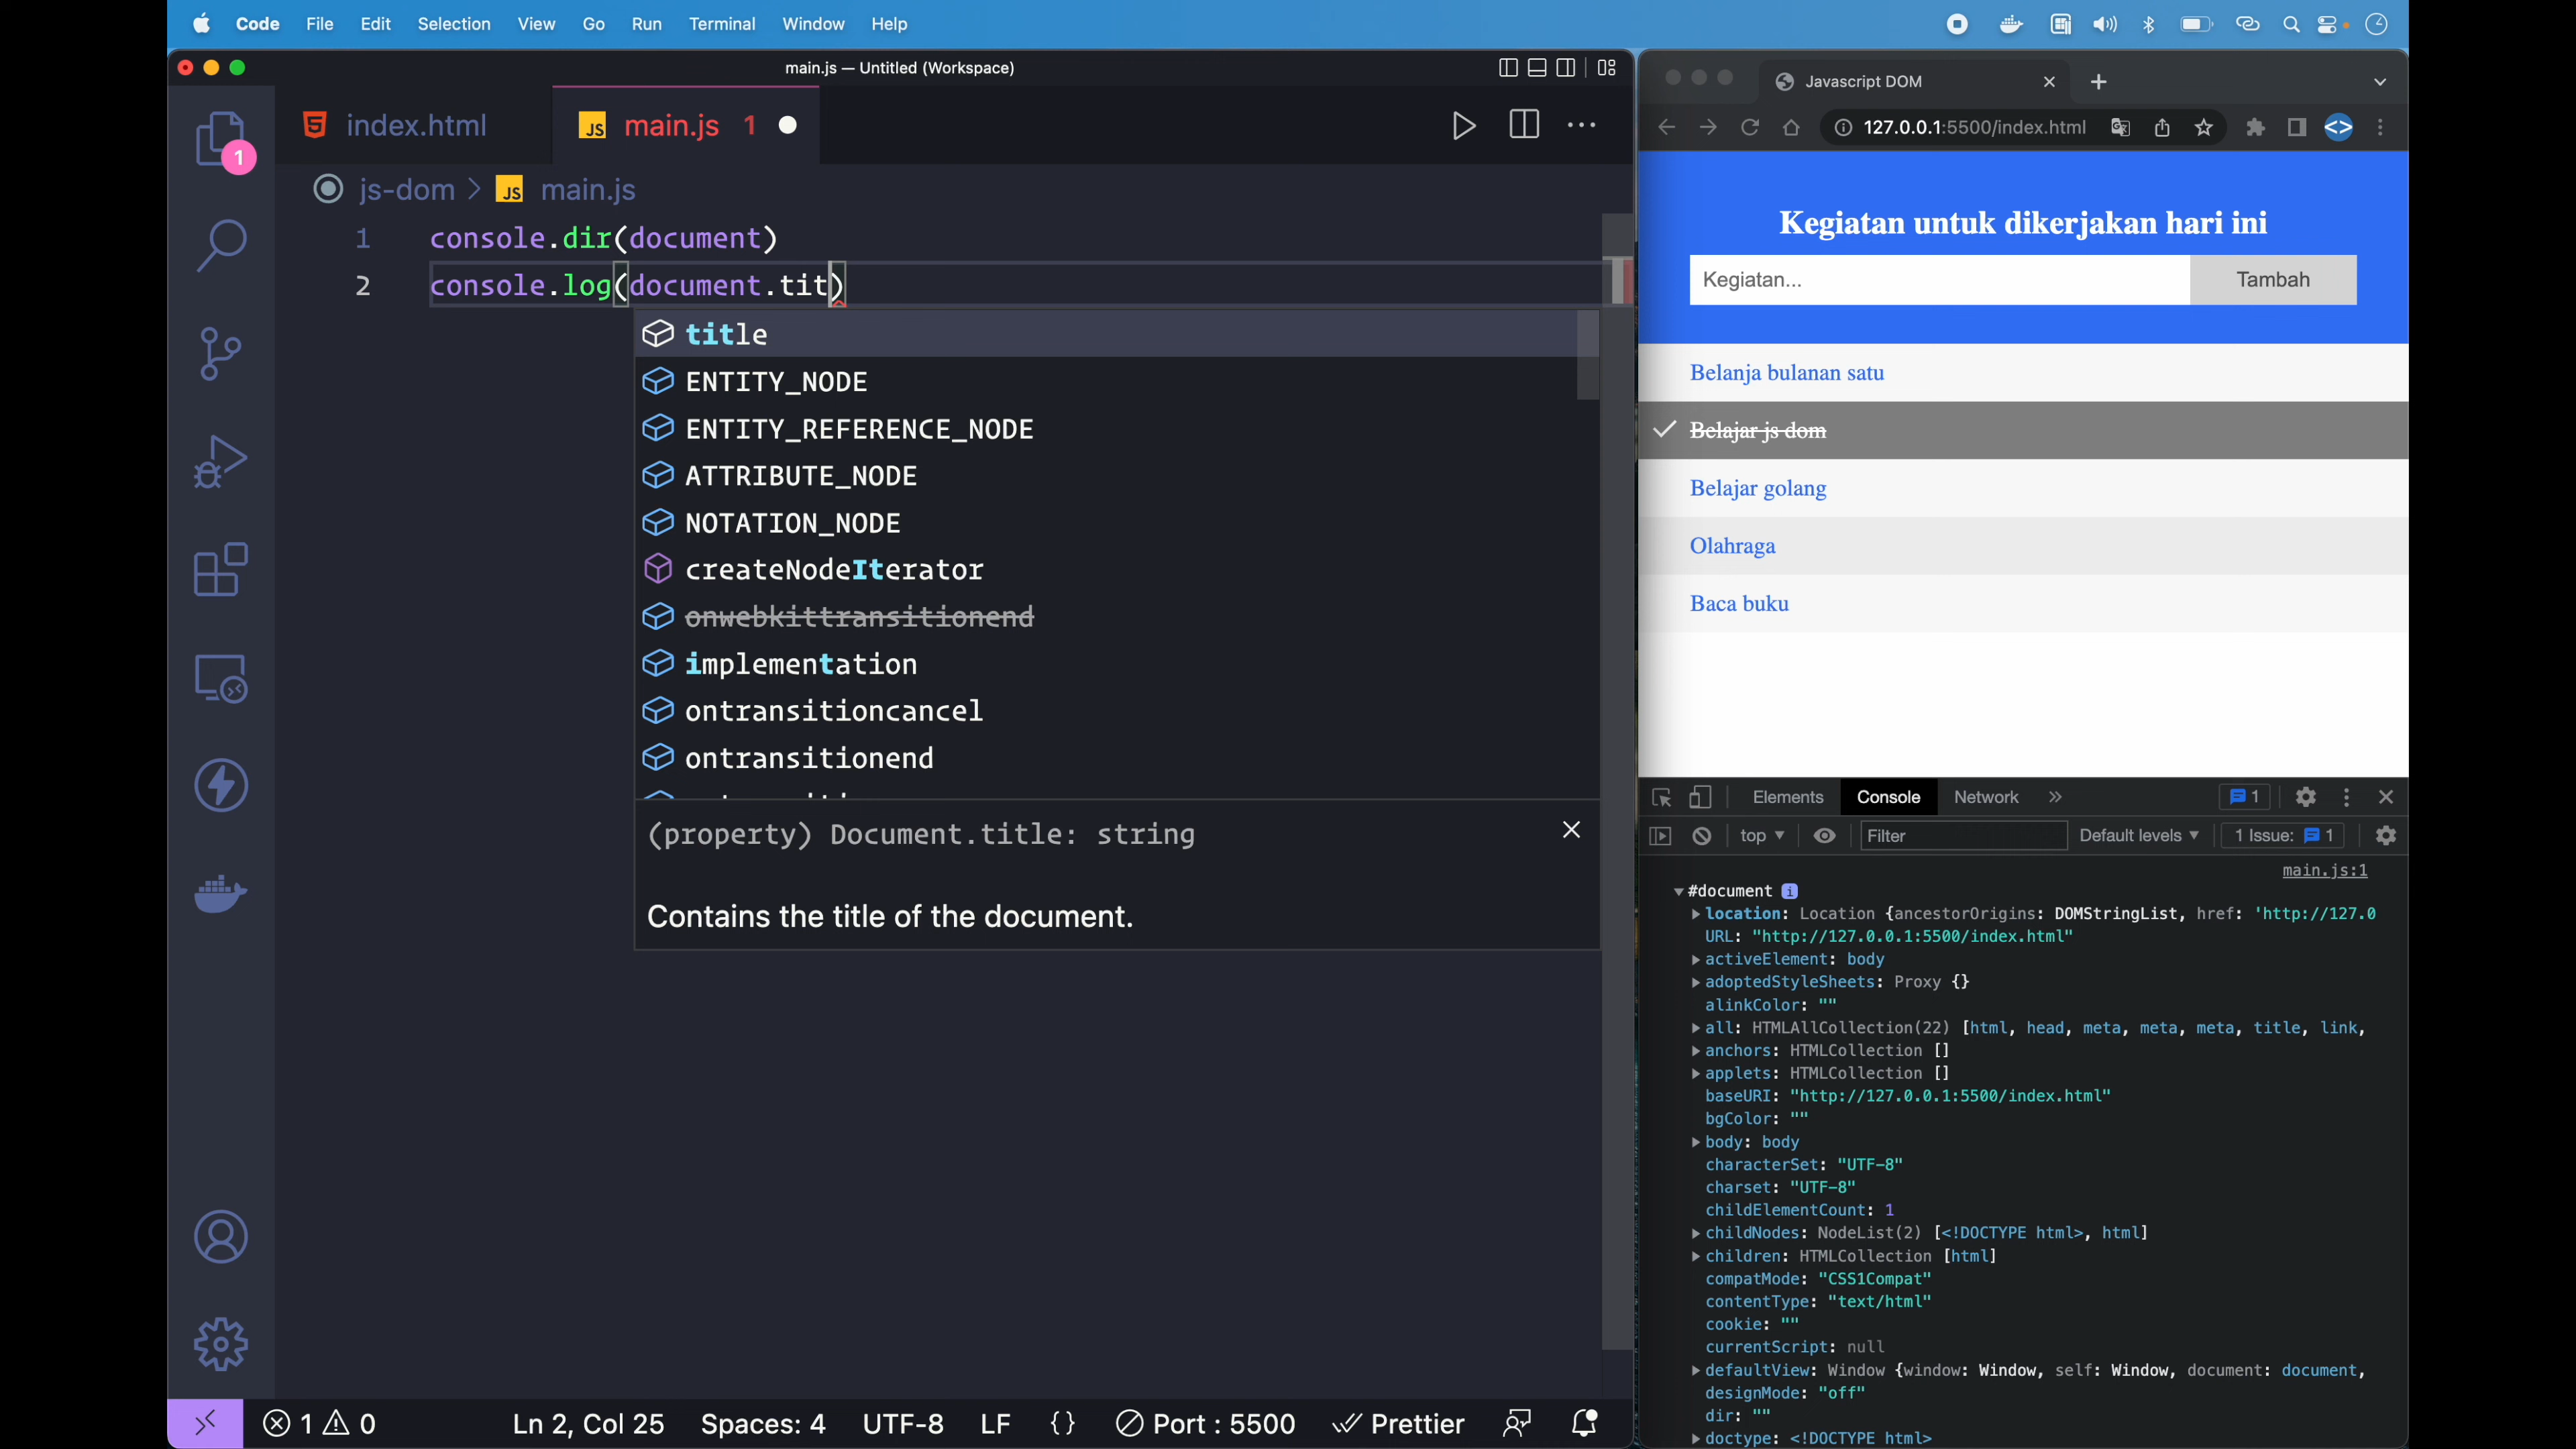 Code File Edit Selection View Go Run Terminal Window Help
main.js — Untitled (Workspace)
index.html
JS main.js 1
1
js-dom > JS main.js
1 console.dir(document)
2 console.log(document.tit)
title
ENTITY_NODE
ENTITY_REFERENCE_NODE
ATTRIBUTE_NODE
NOTATION_NODE
createNodeIterator
onwebkittransitionend
implementation
ontransitioncancel
ontransitionend
(property) Document.title: string
Contains the title of the document.
1 0 Ln 2, Col 25 Spaces: 4 UTF-8 LF {} Port : 5500 Prettier
Javascript DOM
127.0.0.1:5500/index.html
Kegiatan untuk dikerjakan hari ini
Kegiatan... Tambah
Belanja bulanan satu
Belajar js dom
Belajar golang
Olahraga
Baca buku
Elements Console Network » 1
top Filter Default levels 1 Issue: 1
main.js:1
#document i
location: Location {ancestorOrigins: DOMStringList, href: 'http://127.0
URL: "http://127.0.0.1:5500/index.html"
activeElement: body
adoptedStyleSheets: Proxy {}
alinkColor: ""
all: HTMLAllCollection(22) [html, head, meta, meta, meta, title, link,
anchors: HTMLCollection []
applets: HTMLCollection []
baseURI: "http://127.0.0.1:5500/index.html"
bgColor: ""
body: body
characterSet: "UTF-8"
charset: "UTF-8"
childElementCount: 1
childNodes: NodeList(2) [<!DOCTYPE html>, html]
children: HTMLCollection [html]
compatMode: "CSS1Compat"
contentType: "text/html"
cookie: ""
currentScript: null
defaultView: Window {window: Window, self: Window, document: document,
designMode: "off"
dir: ""
doctype: <!DOCTYPE html>